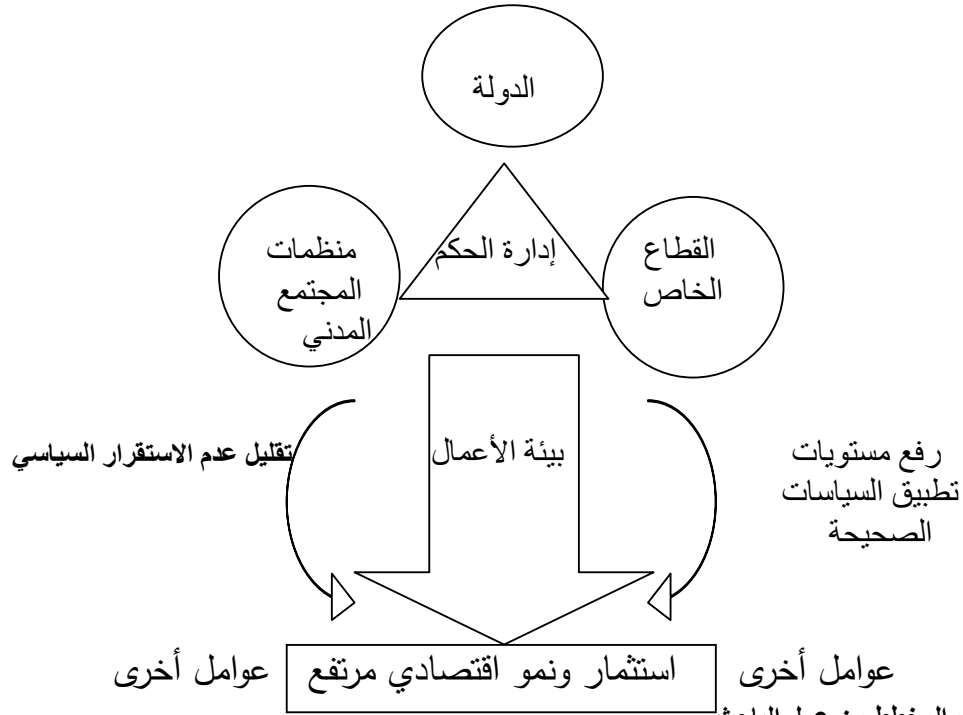 الدولة
القطاع
الخاص
إدارة الحكم
منظمات
المجتمع
المدني
رفع مستويات
تطبيق السياسات
الصحيحة
بيئة الأعمال
تقليل عدم الاستقرار السياسي
عوامل أخرى
استثمار ونمو اقتصادي مرتفع
عوامل أخرى